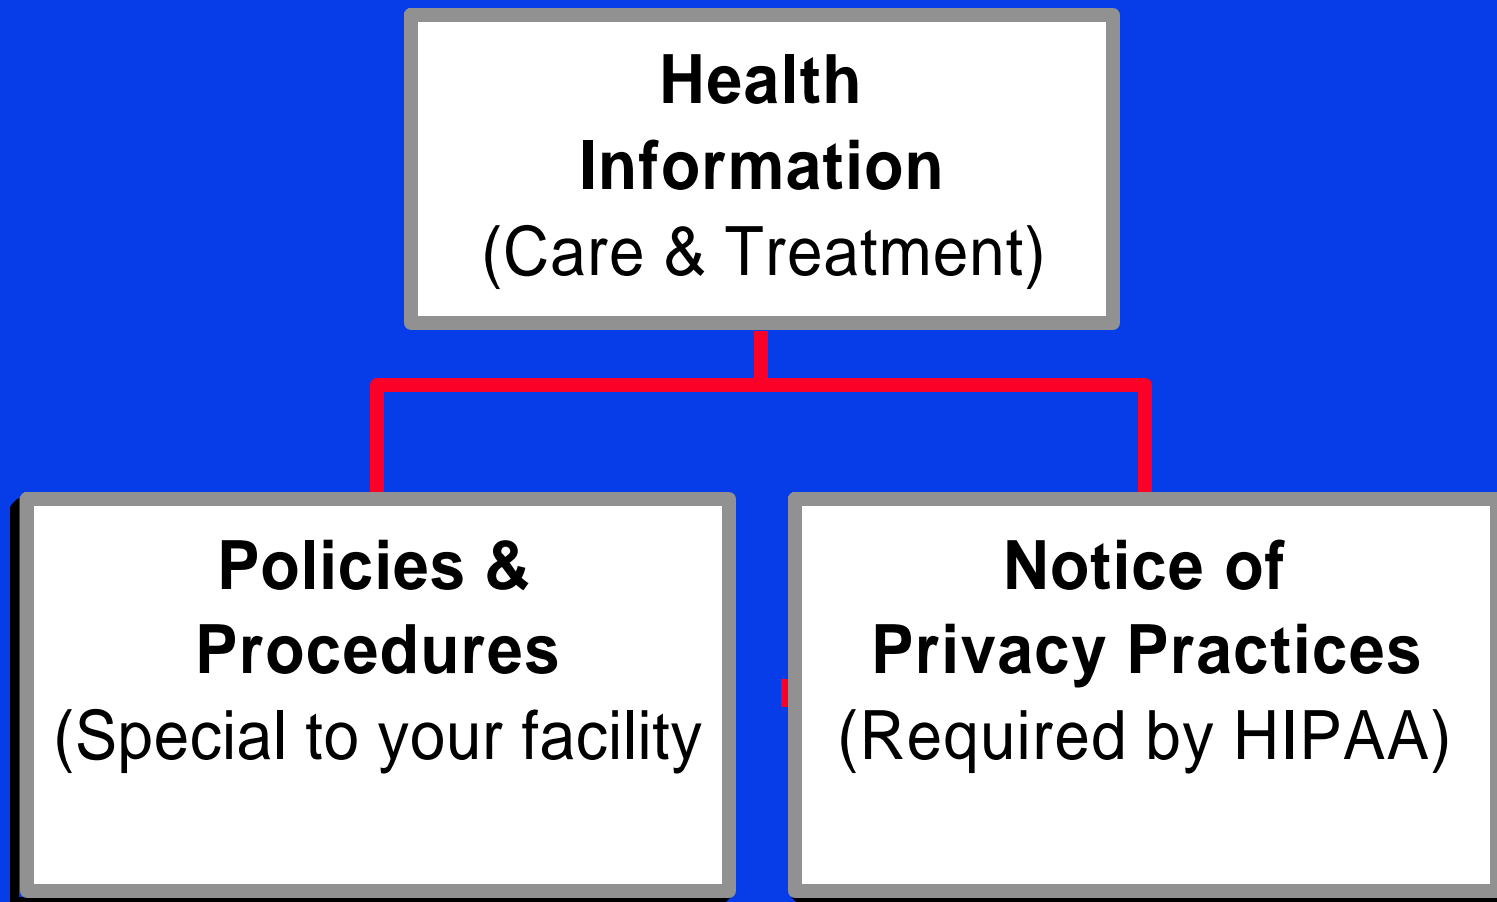 Health
Information
(Care & Treatment)
Policies &
Procedures
(Special to your facility
Notice of
Privacy Practices
(Required by HIPAA)